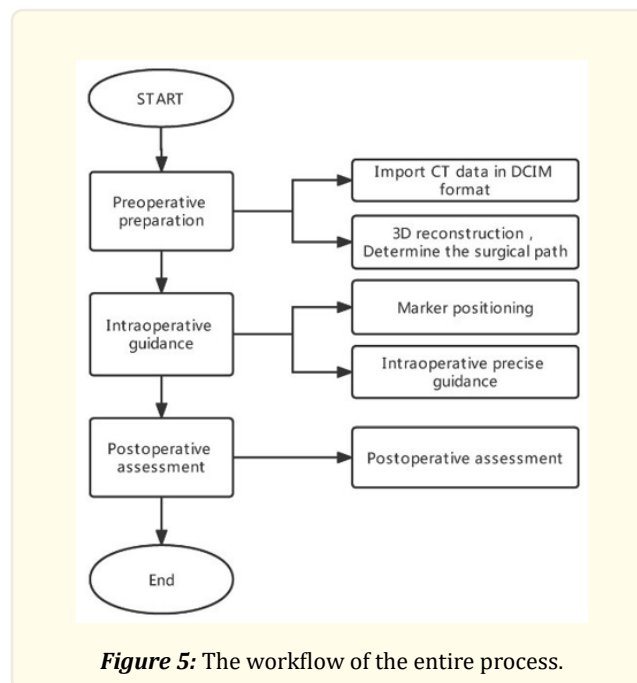 START
Preoperative
preparation
Import CT data in DCIM
format
3D reconstruction ,
Determine the surgical path
Intraoperative
guidance
Marker positioning
Intraoperative precise
guidance
Postoperative
assessment
Postoperative assessment
End
Figure 5: The workflow of the entire process.